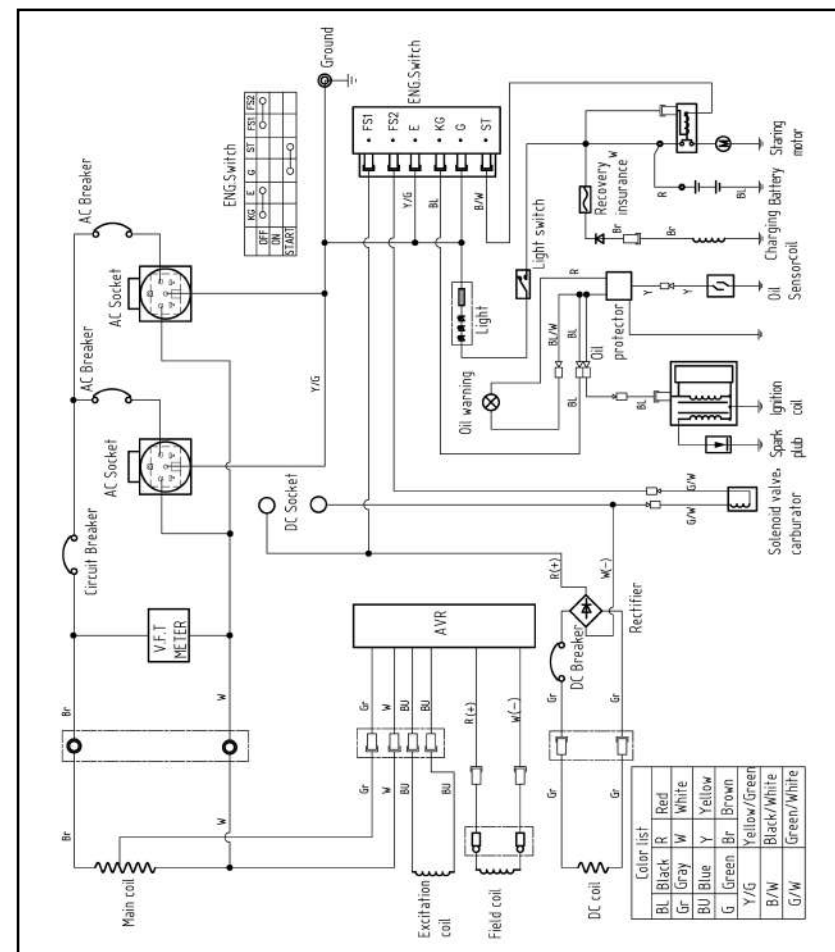 Main coil
Br
Br
W
W
V.F.T
METER
Circuit Breaker
AC Socket
AC Breaker
AC Socket
AC Breaker
ENG.Switch
KG E G ST FS1 FS2
OFF
ON
START
Ground
Y/G
Excitation
coil
Field coil
Gr
W
BU
Gr
W
BU
BU
R(+)
W(-)
AVR
DC Socket
ENG.Switch
FS1
FS2
E
KG
G
ST
Y/G
Y/G
BL
B/W
DC coil
Gr
Gr
Gr
Gr
DC Breaker
Rectifier
R(+)
W(-)
Oil warning
Light
Light switch
BL/W
BL
BL
R
Oil
protector
Recovery
insurance
W
G/W
G/W
BL
Y
Y
Br
Br
R
BL
Solenoid valve,
carburator
Spark
plub
Ignition
coil
Oil
Sensor
Charging
coil
Battery
Staring
motor
Color list
BL Black R Red
Gr Gray W White
BU Blue Y Yellow
G Green Br Brown
Y/G Yellow/Green
B/W Black/White
G/W Green/White